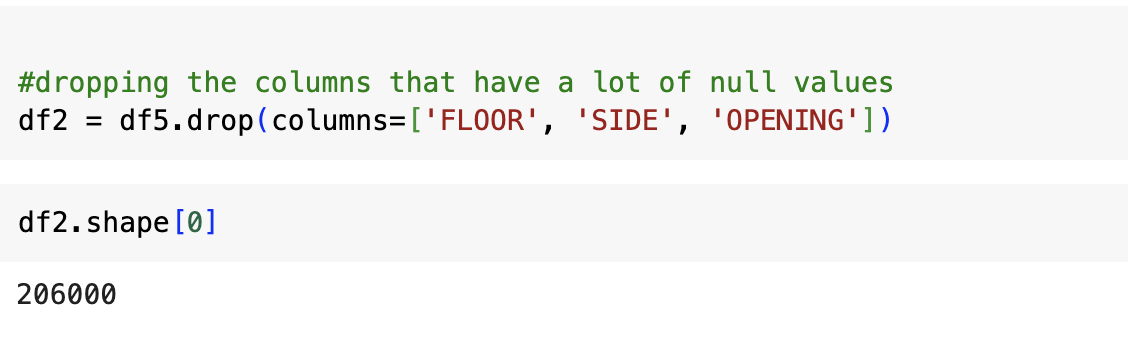 #dropping the columns that have a lot of null values
df2 = df5.drop(columns=['FLOOR', 'SIDE', 'OPENING'])
df2.shape[0]
206000